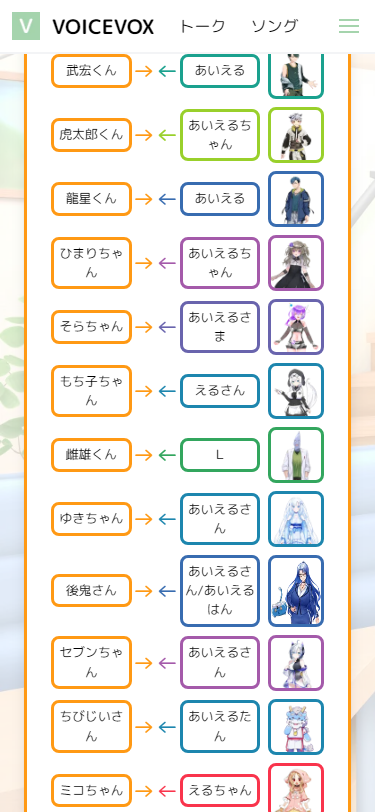 V VOICEVOX トーク ソング
武宏くん → ← あいえる
虎太郎くん → ← あいえるち
ゃん
龍星くん → ← あいえる
ひまりちゃ
ん → ← あいえるち
ゃん
そらちゃん → ← あいえるさ
ま
もち子ちゃ
ん → ← えるさん
雌雄くん → ← L
ゆきちゃん → ← あいえるさ
ん
後鬼さん → ← あいえるさ
ん/あいえる
はん
セブンちゃ
ん → ← あいえるさ
ん
ちびじいさ
ん → ← あいえるた
ん
ミコちゃん → ← えるちゃん